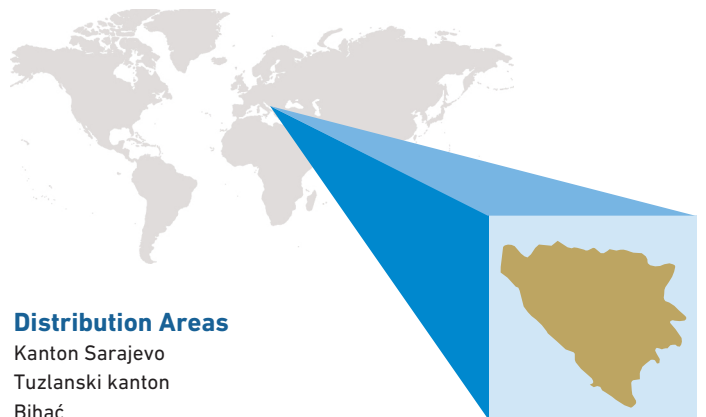 Distribution Areas
Kanton Sarajevo
Tuzlanski kanton
Bihać